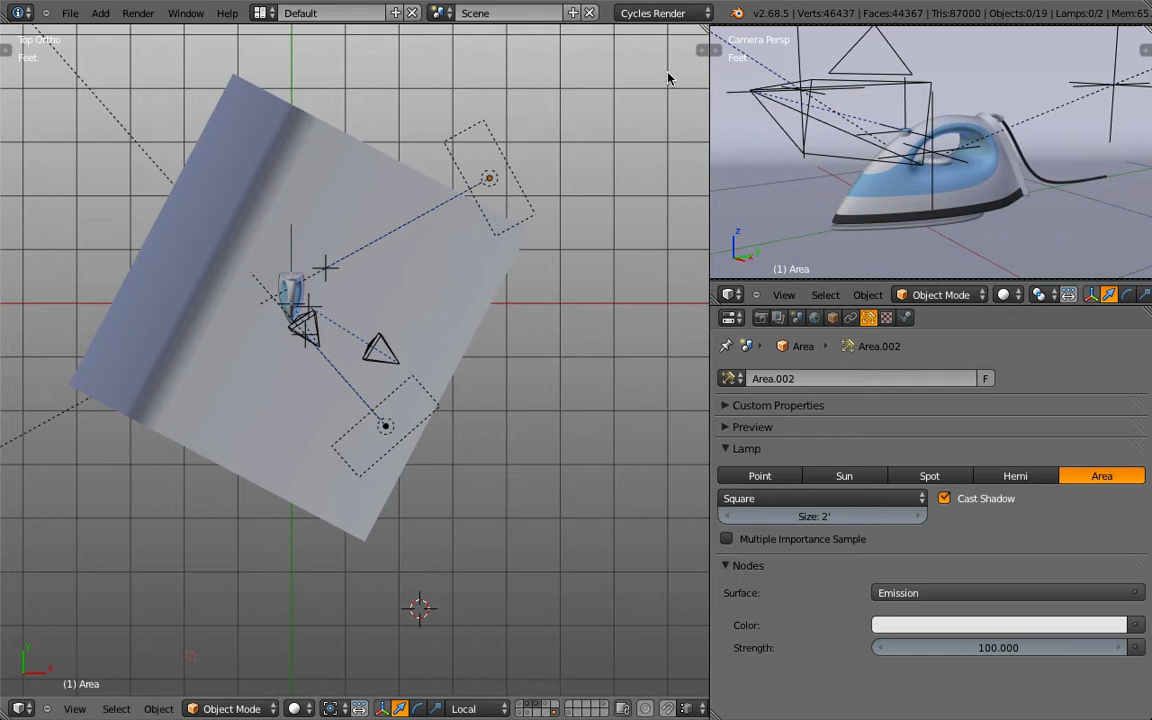 File Add Render Window Help Default Scene Cycles Render v2.68.5 | Verts:46437 | Faces:44367 | Tris:87000 | Objects:0/19 | Lamps:0/2 | Mem:65.
Top Ortho
Feet
Camera Persp
Feet
z
y
x
(1) Area
View Select Object Object Mode
Area Area.002
Area.002 F
Custom Properties
Preview
Lamp
Point Sun Spot Hemi Area
Square Cast Shadow
Size: 2'
Multiple Importance Sample
Nodes
Surface: Emission
Color:
Strength: 100.000
y
x
(1) Area
View Select Object Object Mode Local